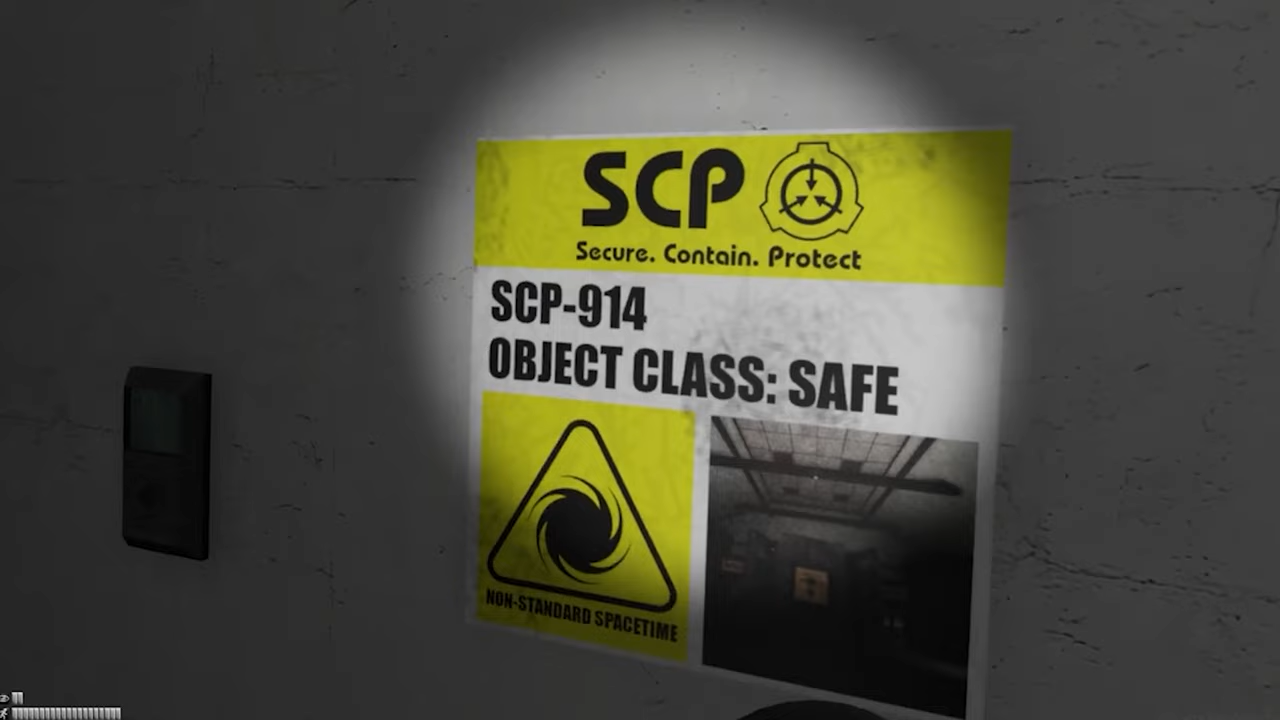 SCP
Secure. Contain. Protect
SCP-914
OBJECT CLASS: SAFE
NON-STANDARD SPACETIME